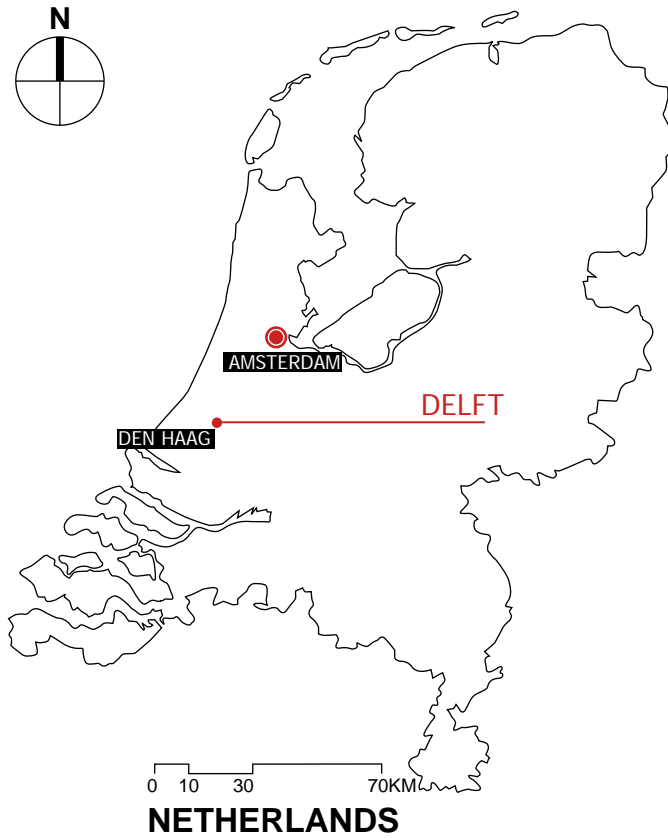 N
AMSTERDAM
DELFT
DEN HAAG
0 10 30 70KM
NETHERLANDS